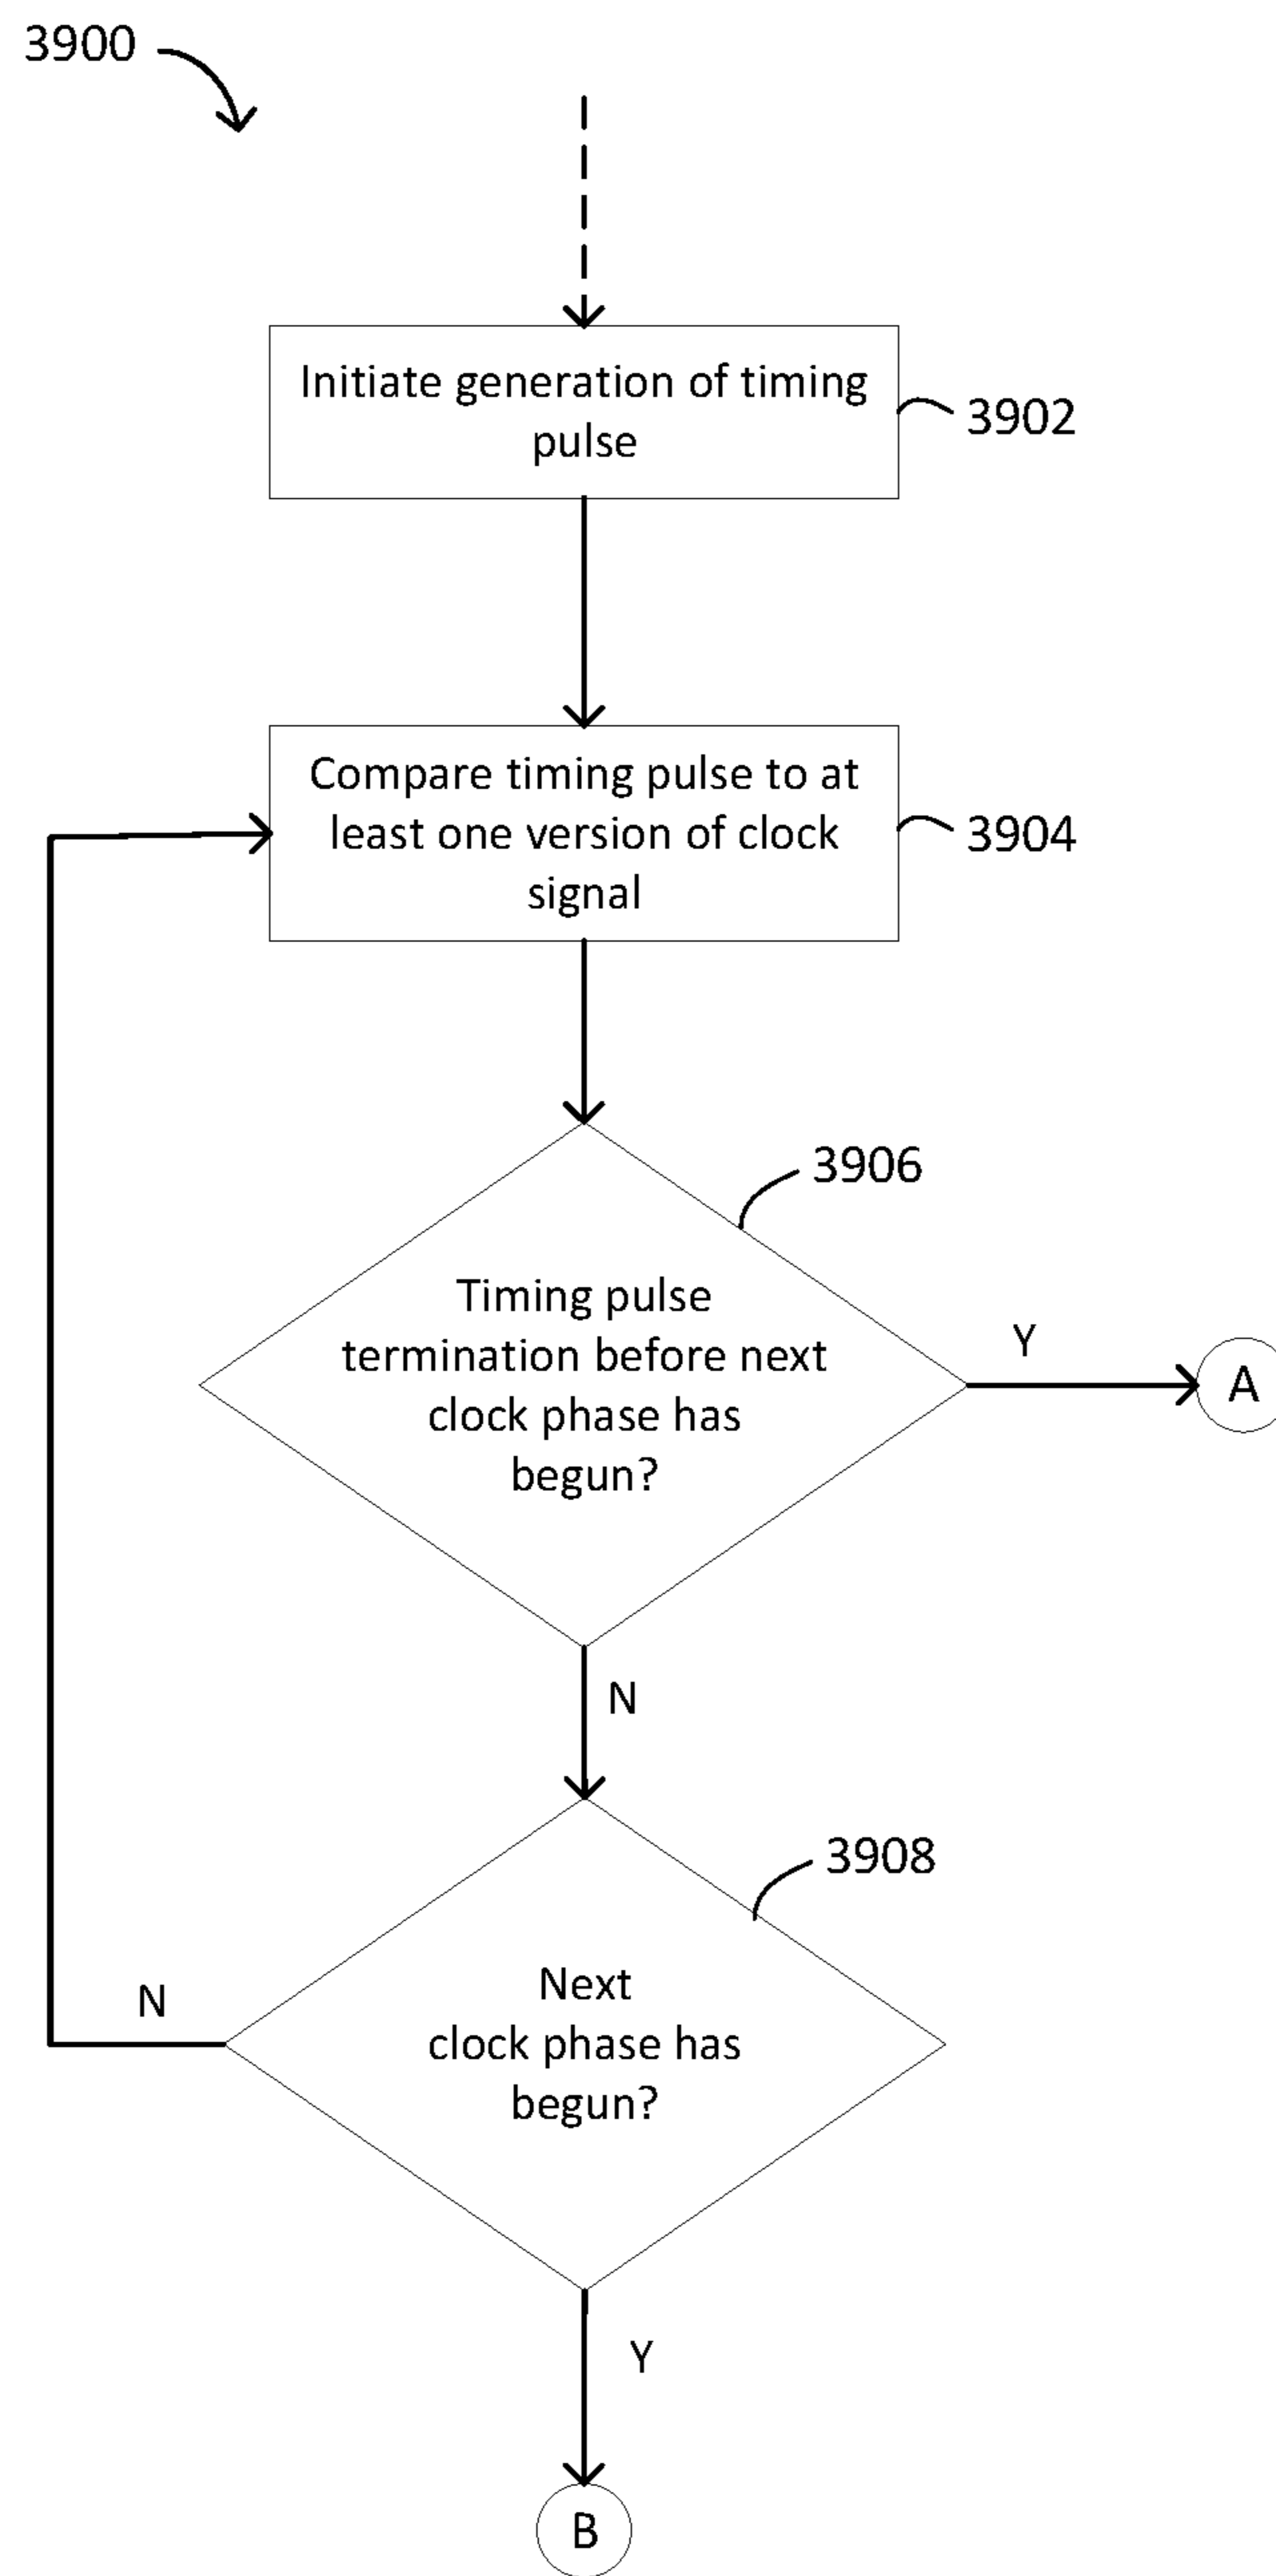 3900
Initiate generation of timing
pulse
3902
Compare timing pulse to at
least one version of clock
signal
3904
3906
Timing pulse
termination before next
clock phase has
begun?
Y
A
N
3908
Next
clock phase has
begun?
N
Y
B